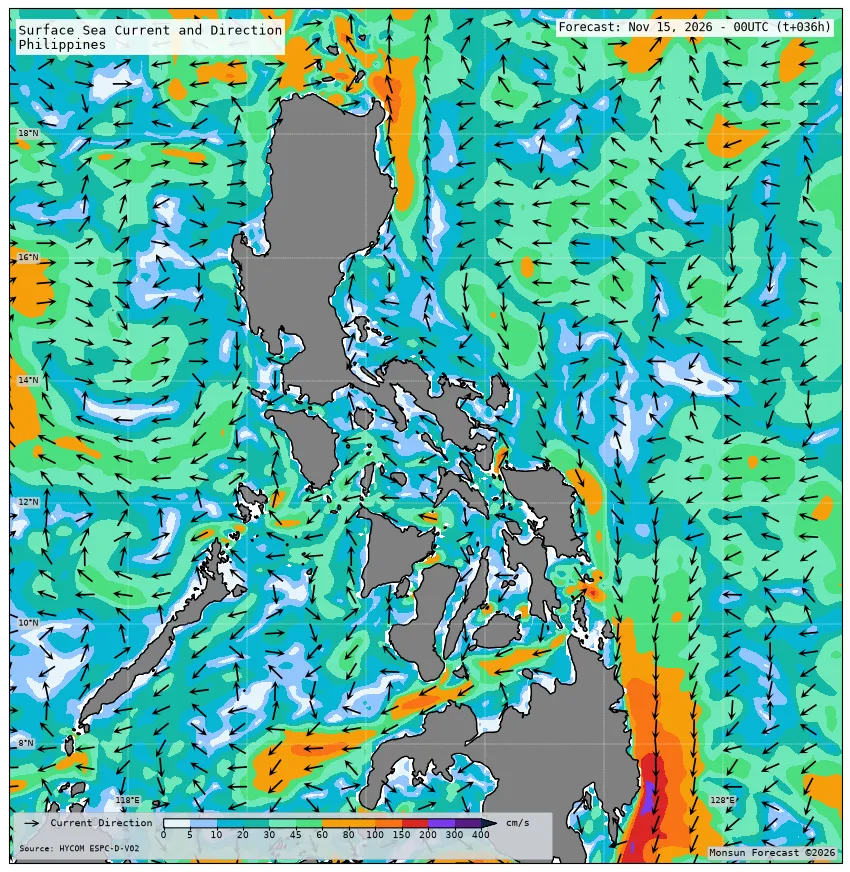 Surface Sea Current and Direction
Philippines
Forecast: Nov 15, 2026 - 00UTC (t+036h)
18°N
16°N
14°N
12°N
10°N
8°N
118°E
128°E
Current Direction
0 5 10 20 30 45 60 80 100 150 200 300 400
cm/s
Source: HYCOM ESPC-D-V02
Monsun Forecast ©2026